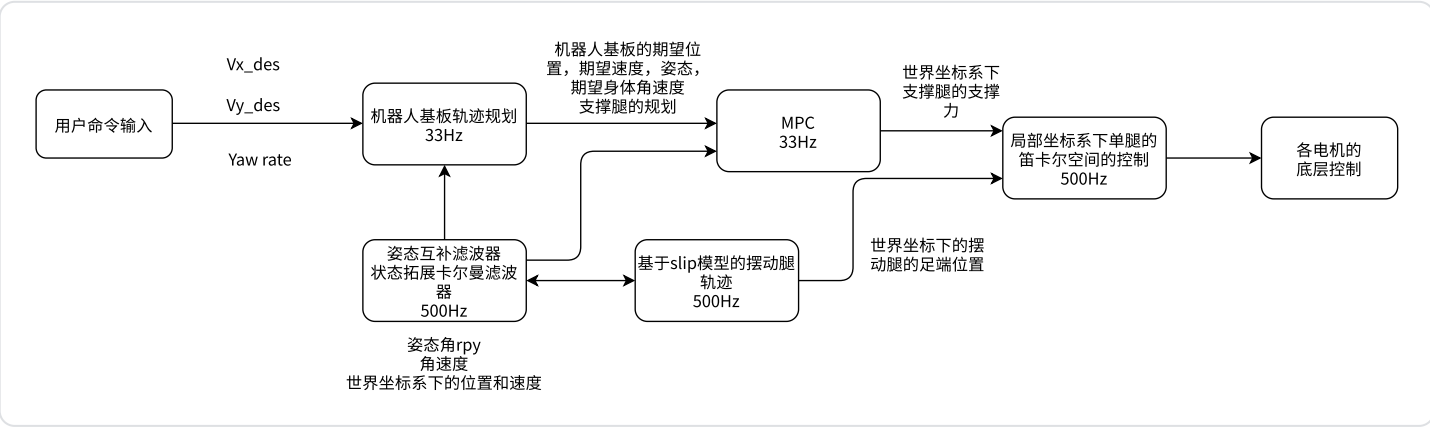 Vx_des
Vy_des
Yaw rate
用户命令输入
机器人基板轨迹规划
33Hz
机器人基板的期望位
置，期望速度，姿态，
期望身体角速度
支撑腿的规划
MPC
33Hz
世界坐标系下
支撑腿的支撑
力
局部坐标系下单腿的
笛卡尔空间的控制
500Hz
各电机的
底层控制
姿态互补滤波器
状态拓展卡尔曼滤波
器
500Hz
基于slip模型的摆动腿
轨迹
500Hz
世界坐标下的摆
动腿的足端位置
姿态角rpy
角速度
世界坐标系下的位置和速度